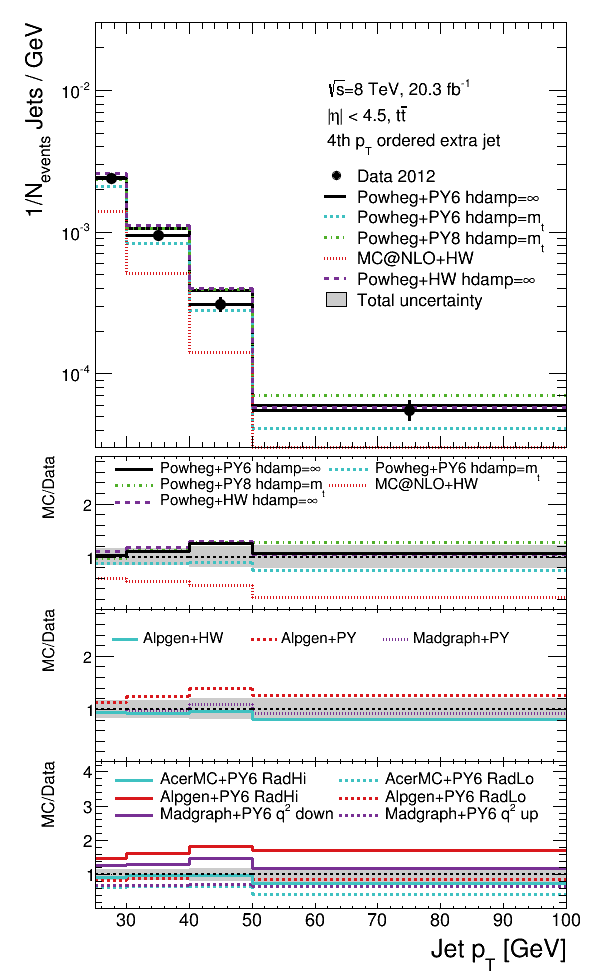 1/N_events Jets / GeV
10^-2
10^-3
10^-4
√s=8 TeV, 20.3 fb^-1
|η| < 4.5, tt̄
4th p_T ordered extra jet
Data 2012
Powheg+PY6 hdamp=∞
Powheg+PY6 hdamp=m_t
Powheg+PY8 hdamp=m_t
MC@NLO+HW
Powheg+HW hdamp=∞
Total uncertainty
MC/Data
Powheg+PY6 hdamp=∞ Powheg+PY6 hdamp=m_t
Powheg+PY8 hdamp=m_t MC@NLO+HW
Powheg+HW hdamp=∞
2
1
MC/Data
Alpgen+HW Alpgen+PY Madgraph+PY
2
1
MC/Data
AcerMC+PY6 RadHi AcerMC+PY6 RadLo
Alpgen+PY6 RadHi Alpgen+PY6 RadLo
Madgraph+PY6 q^2 down Madgraph+PY6 q^2 up
4
3
2
1
30 40 50 60 70 80 90 100
Jet p_T [GeV]